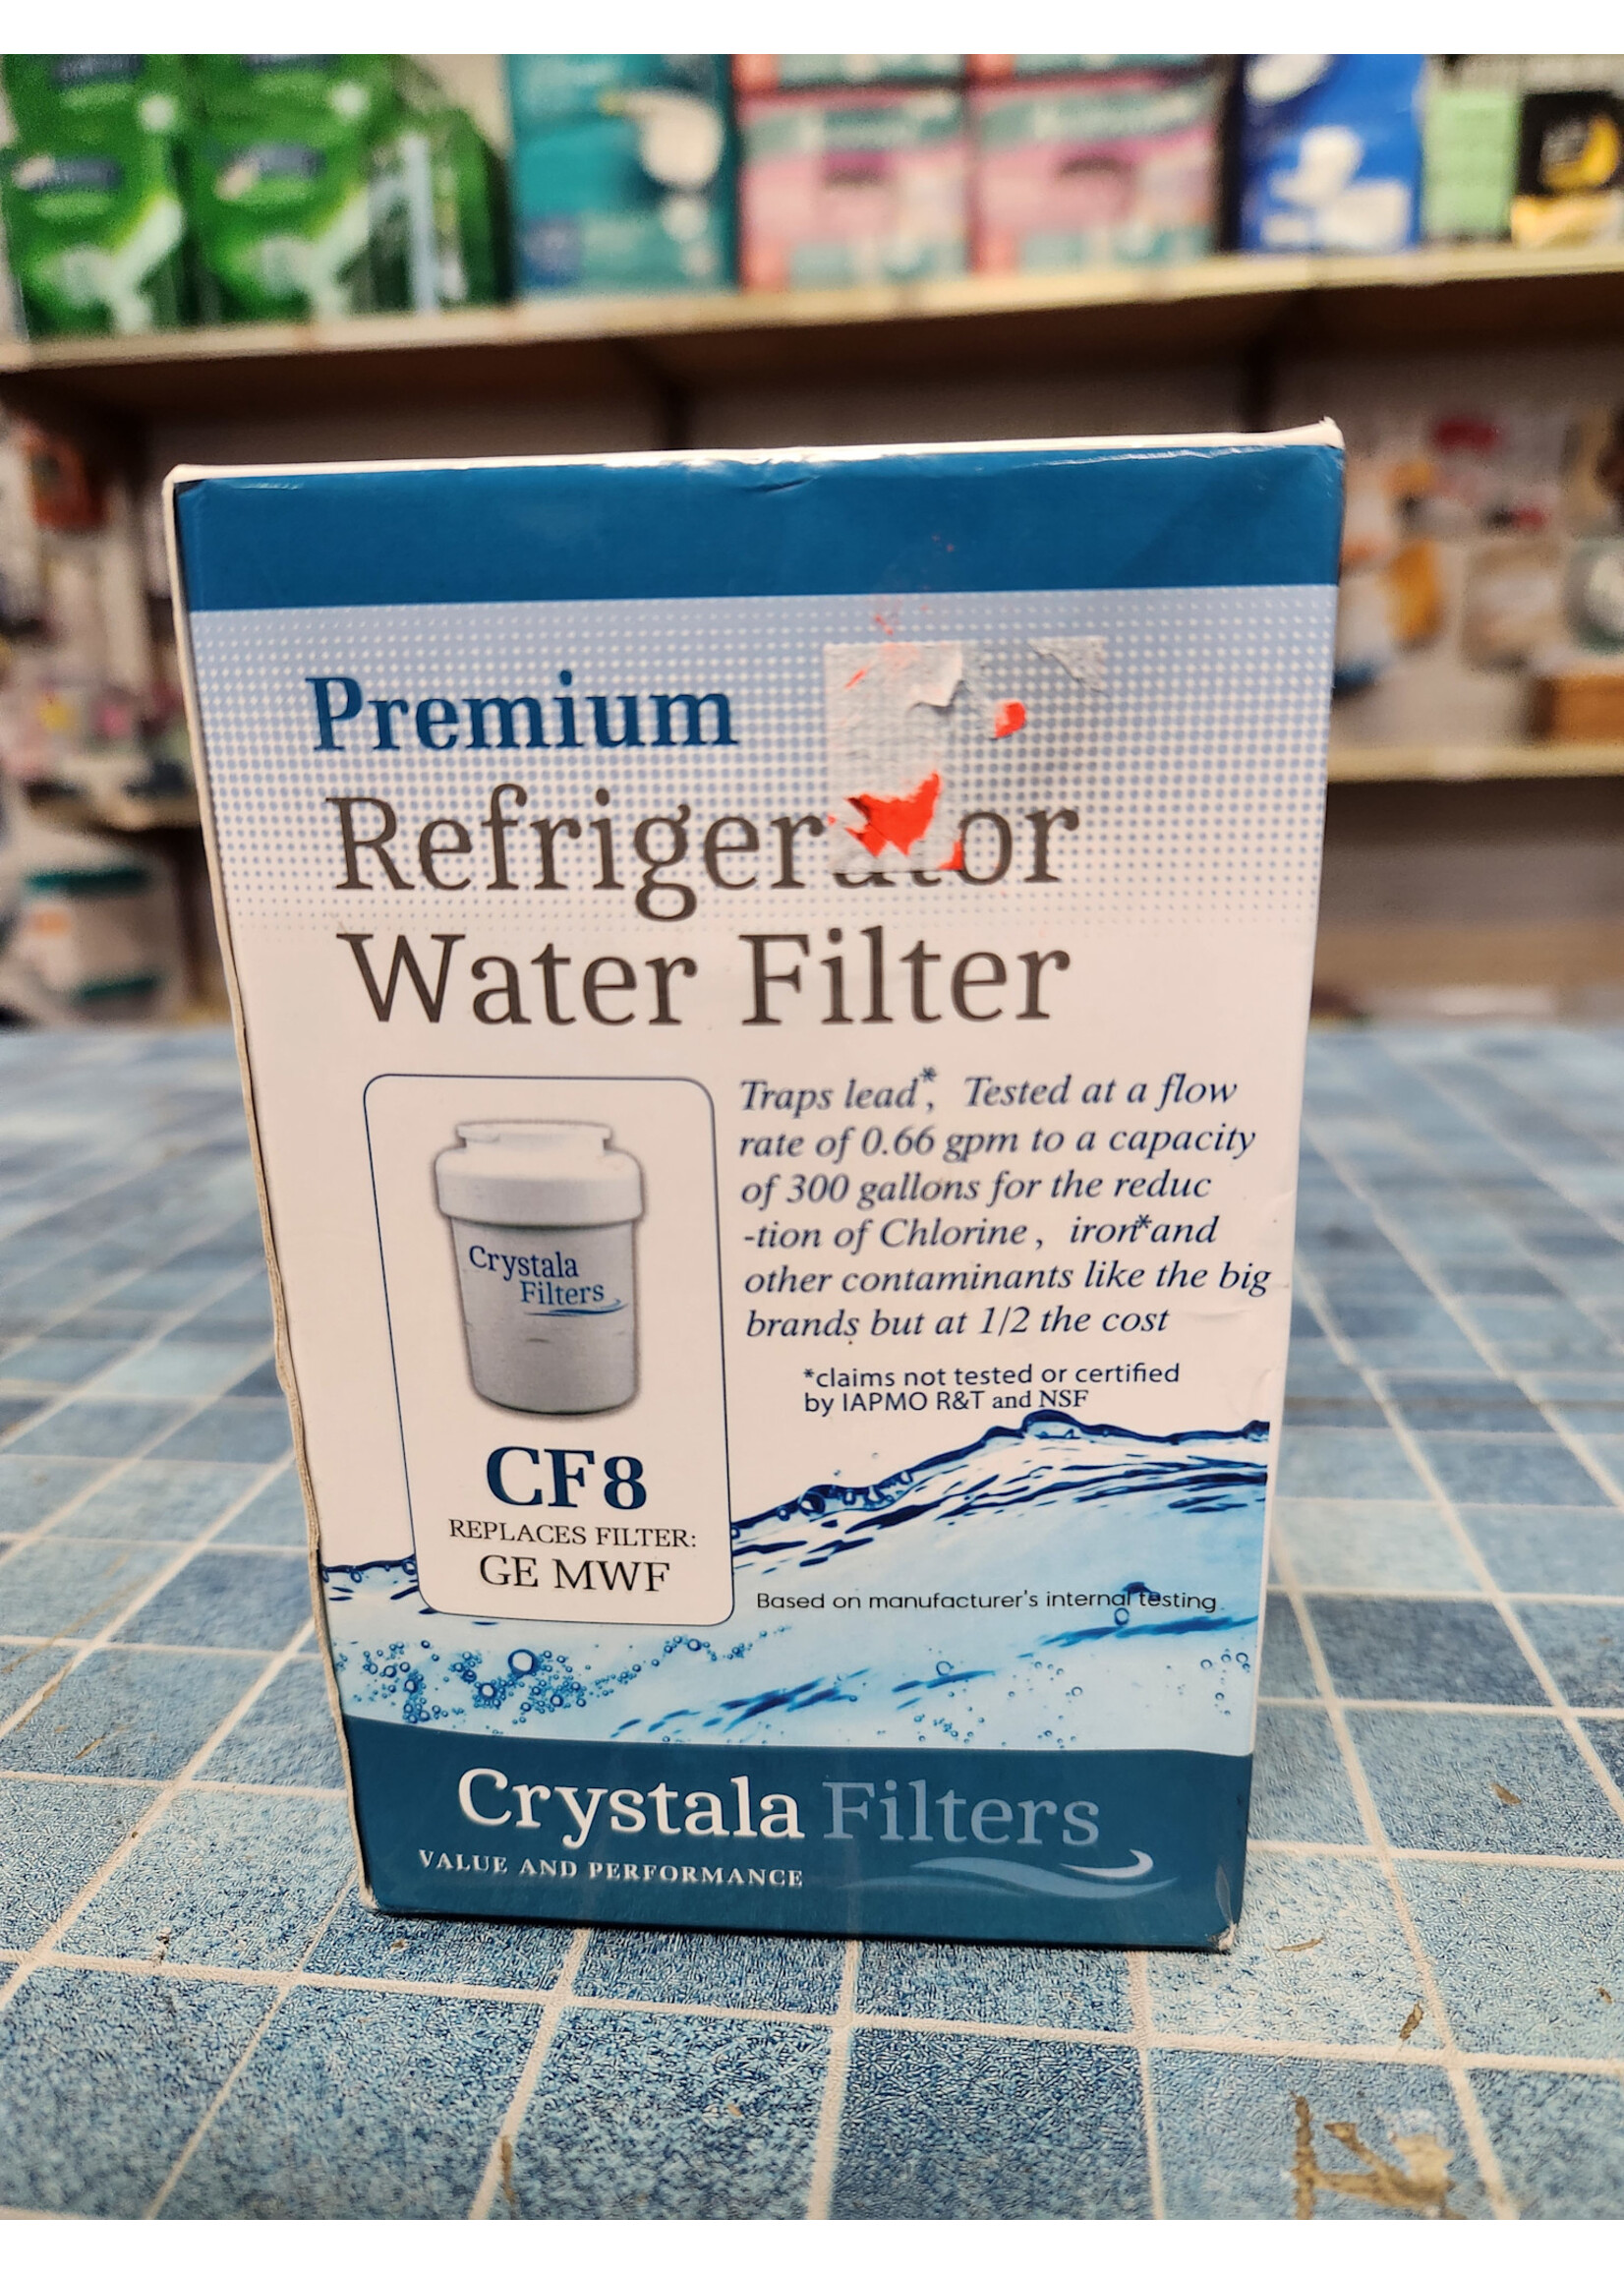 Premium
Refrigerator
Water Filter
Traps lead*, Tested at a flow
rate of 0.66 gpm to a capacity
of 300 gallons for the reduc
-tion of Chlorine, iron*and
other contaminants like the big
brands but at 1/2 the cost
*claims not tested or certified
by IAPMO R&T and NSF
Crystala
Filters
CF8
REPLACES FILTER:
GE MWF
Based on manufacturer's internal testing.
Crystala Filters
VALUE AND PERFORMANCE